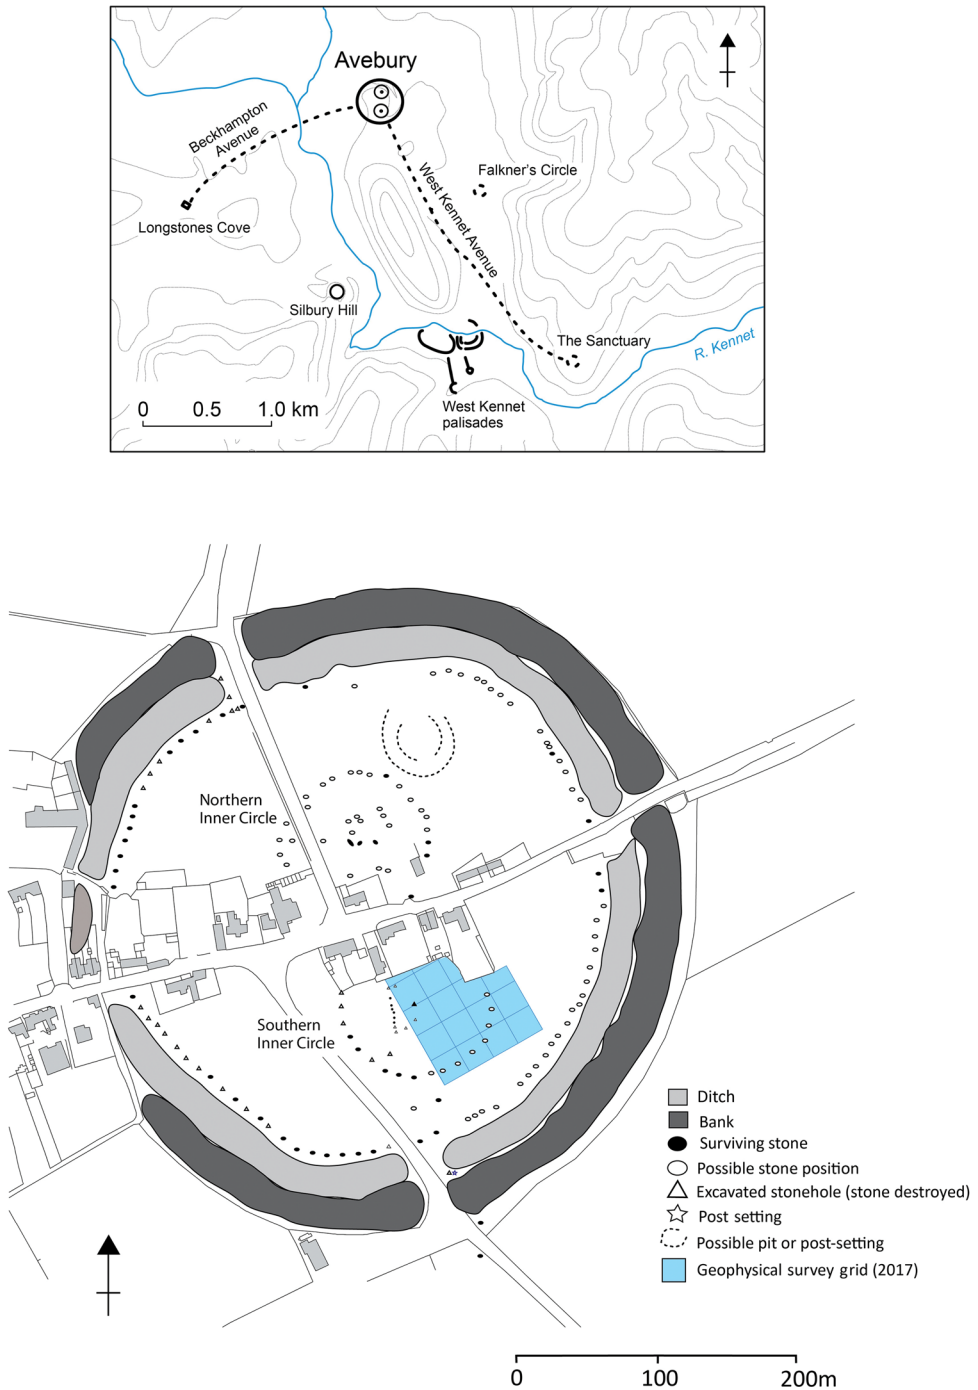 Avebury
Beckhampton
Avenue
Falkner's Circle
West Kennet Avenue
Longstones Cove
Silbury Hill
The Sanctuary
R. Kennet
West Kennet
palisades
0 0.5 1.0 km
Northern
Inner Circle
Southern
Inner Circle
Ditch
Bank
Surviving stone
Possible stone position
Excavated stonehole (stone destroyed)
Post setting
Possible pit or post-setting
Geophysical survey grid (2017)
0 100 200m